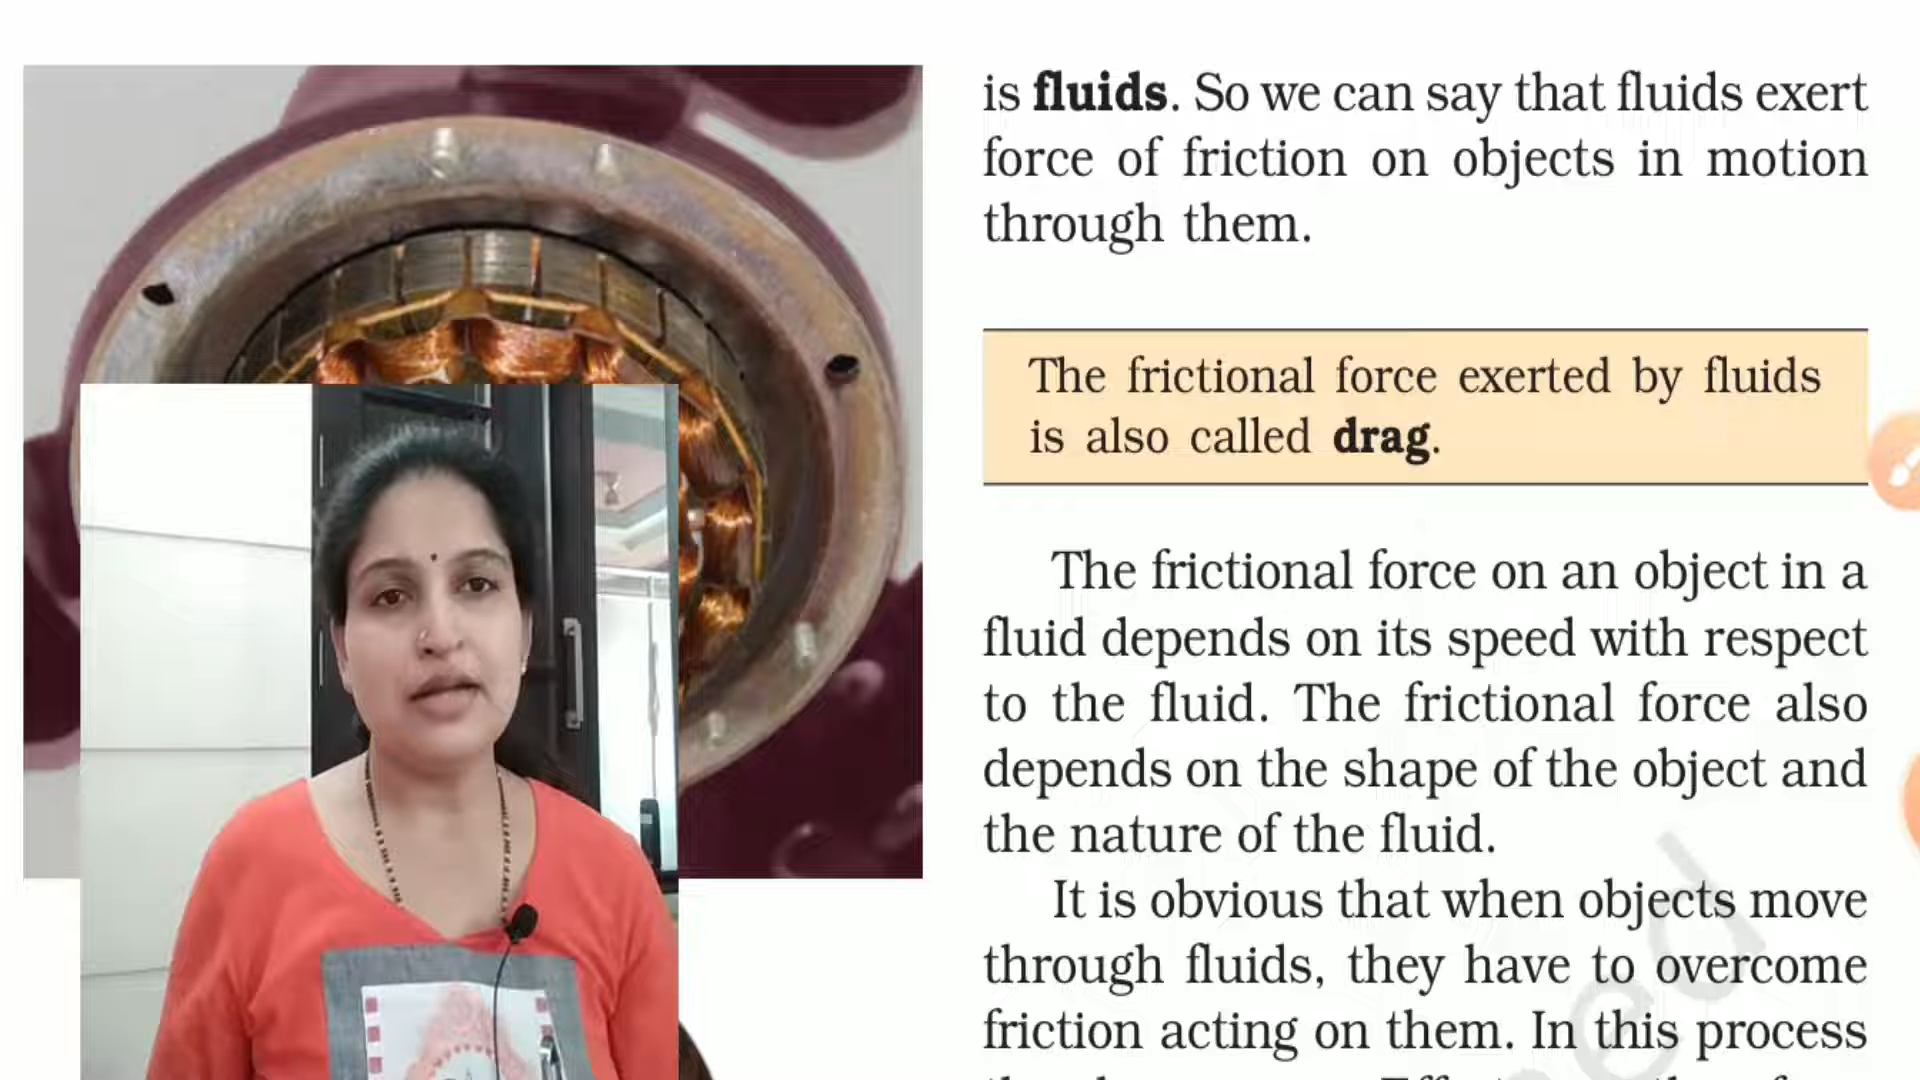 is fluids. So we can say that fluids exert
force of friction on objects in motion
through them.
The frictional force exerted by fluids
is also called drag.
The frictional force on an object in a
fluid depends on its speed with respect
to the fluid. The frictional force also
depends on the shape of the object and
the nature of the fluid.
It is obvious that when objects move
through fluids, they have to overcome
friction acting on them. In this process